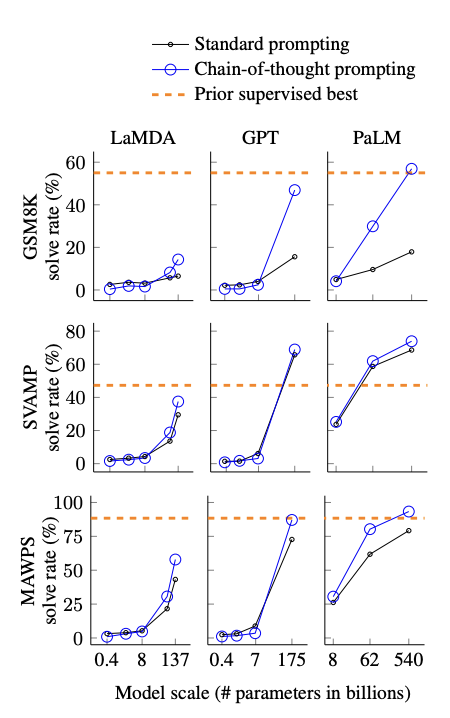 Standard prompting
Chain-of-thought prompting
Prior supervised best
LaMDA GPT PaLM
GSM8K
solve rate (%)
60
40
20
0
SVAMP
solve rate (%)
80
60
40
20
0
MAWPS
solve rate (%)
100
75
50
25
0
0.4 8 137 0.4 7 175 8 62 540
Model scale (# parameters in billions)